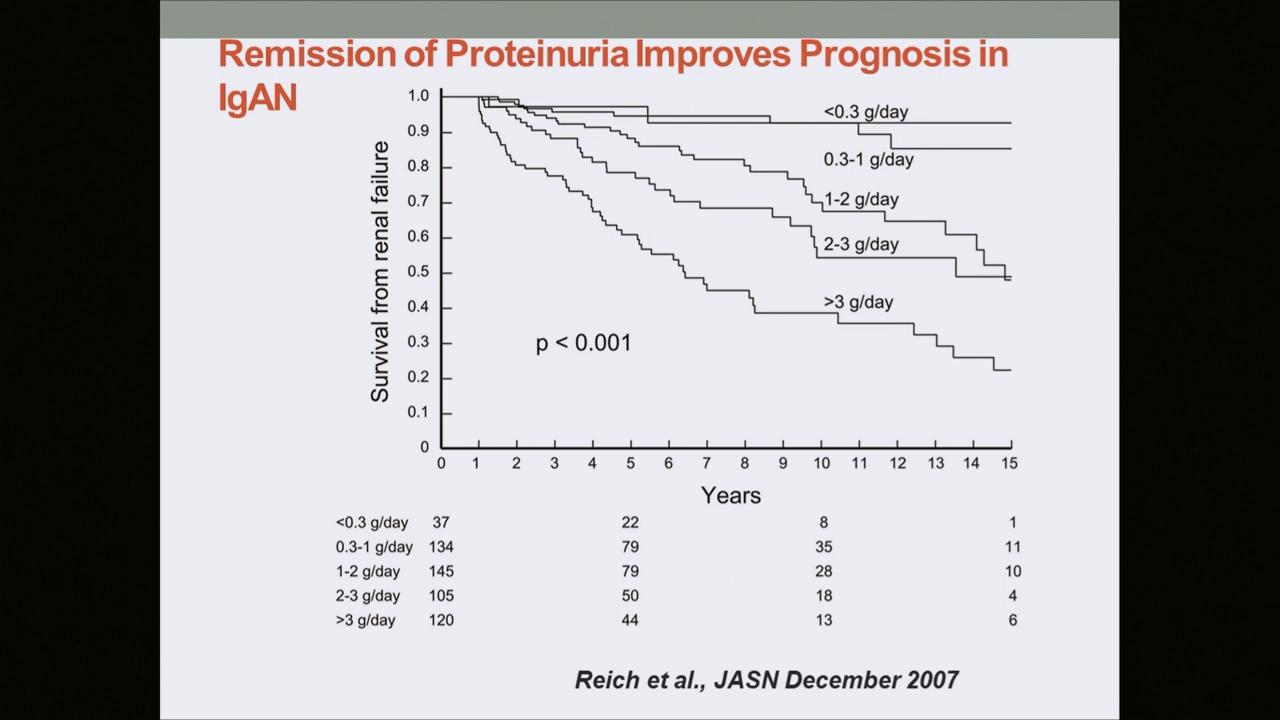 Remission of Proteinuria Improves Prognosis in
IgAN
Survival from renal failure
1.0
0.9
0.8
0.7
0.6
0.5
0.4
0.3
0.2
0.1
0
<0.3 g/day
0.3-1 g/day
1-2 g/day
2-3 g/day
>3 g/day
p < 0.001
0 1 2 3 4 5 6 7 8 9 10 11 12 13 14 15
Years
<0.3 g/day 37 22 8 1
0.3-1 g/day 134 79 35 11
1-2 g/day 145 79 28 10
2-3 g/day 105 50 18 4
>3 g/day 120 44 13 6
Reich et al., JASN December 2007